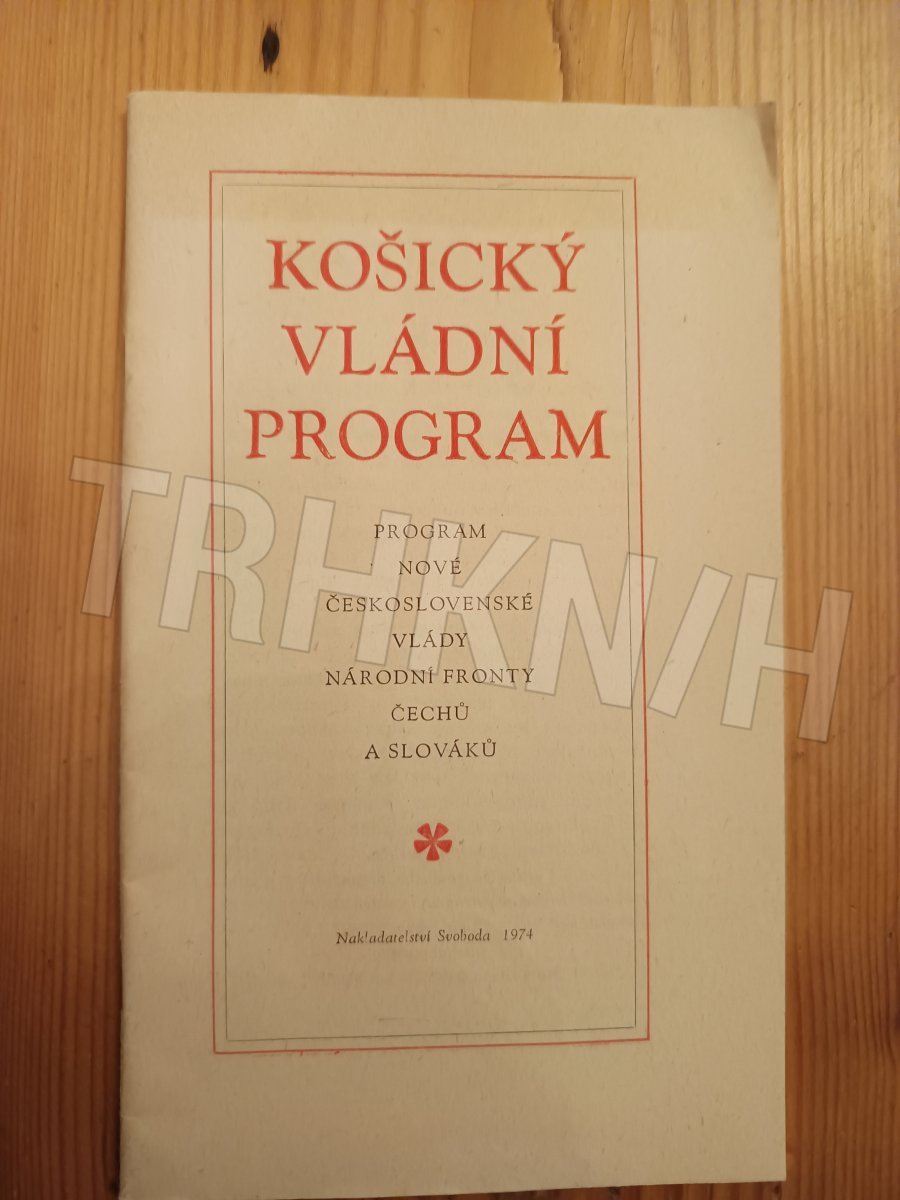 KOŠICKÝ
VLÁDNÍ
PROGRAM
PROGRAM
NOVÉ
ČESKOSLOVENSKÉ
VLÁDY
NÁRODNÍ FRONTY
ČECHŮ
A SLOVÁKŮ
Nakladatelství Svoboda 1974
TRHKNIH